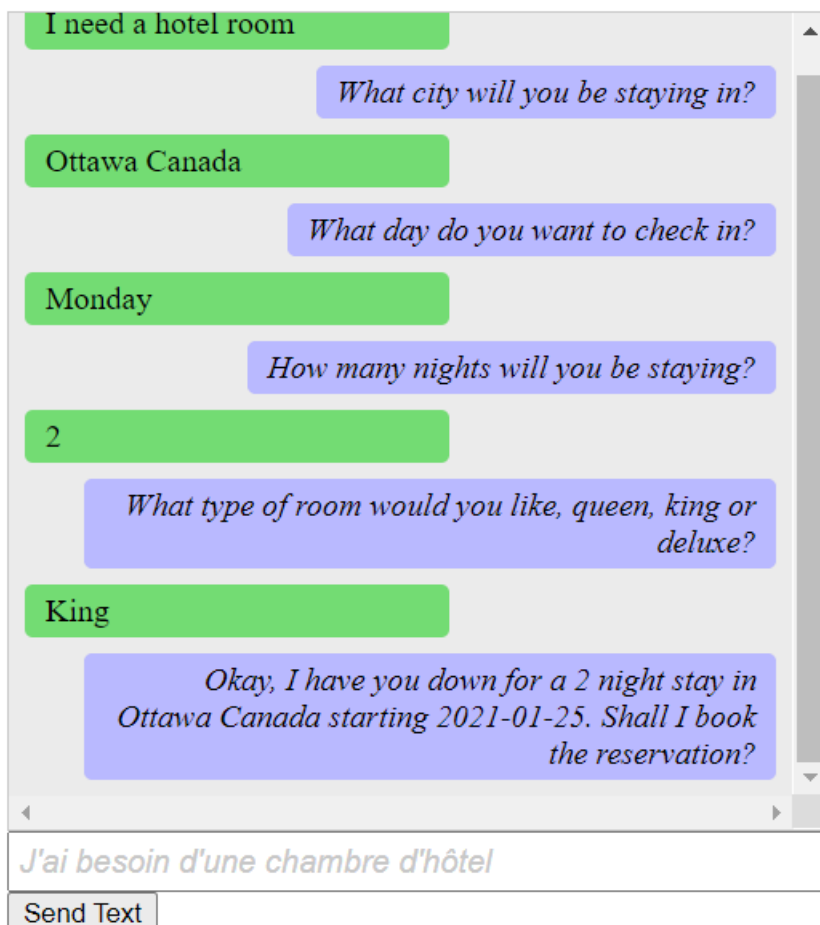 I need a hotel room
What city will you be staying in?
Ottawa Canada
What day do you want to check in?
Monday
How many nights will you be staying?
2
What type of room would you like, queen, king or
deluxe?
King
Okay, I have you down for a 2 night stay in
Ottawa Canada starting 2021-01-25. Shall I book
the reservation?
J'ai besoin d'une chambre d'hôtel
Send Text